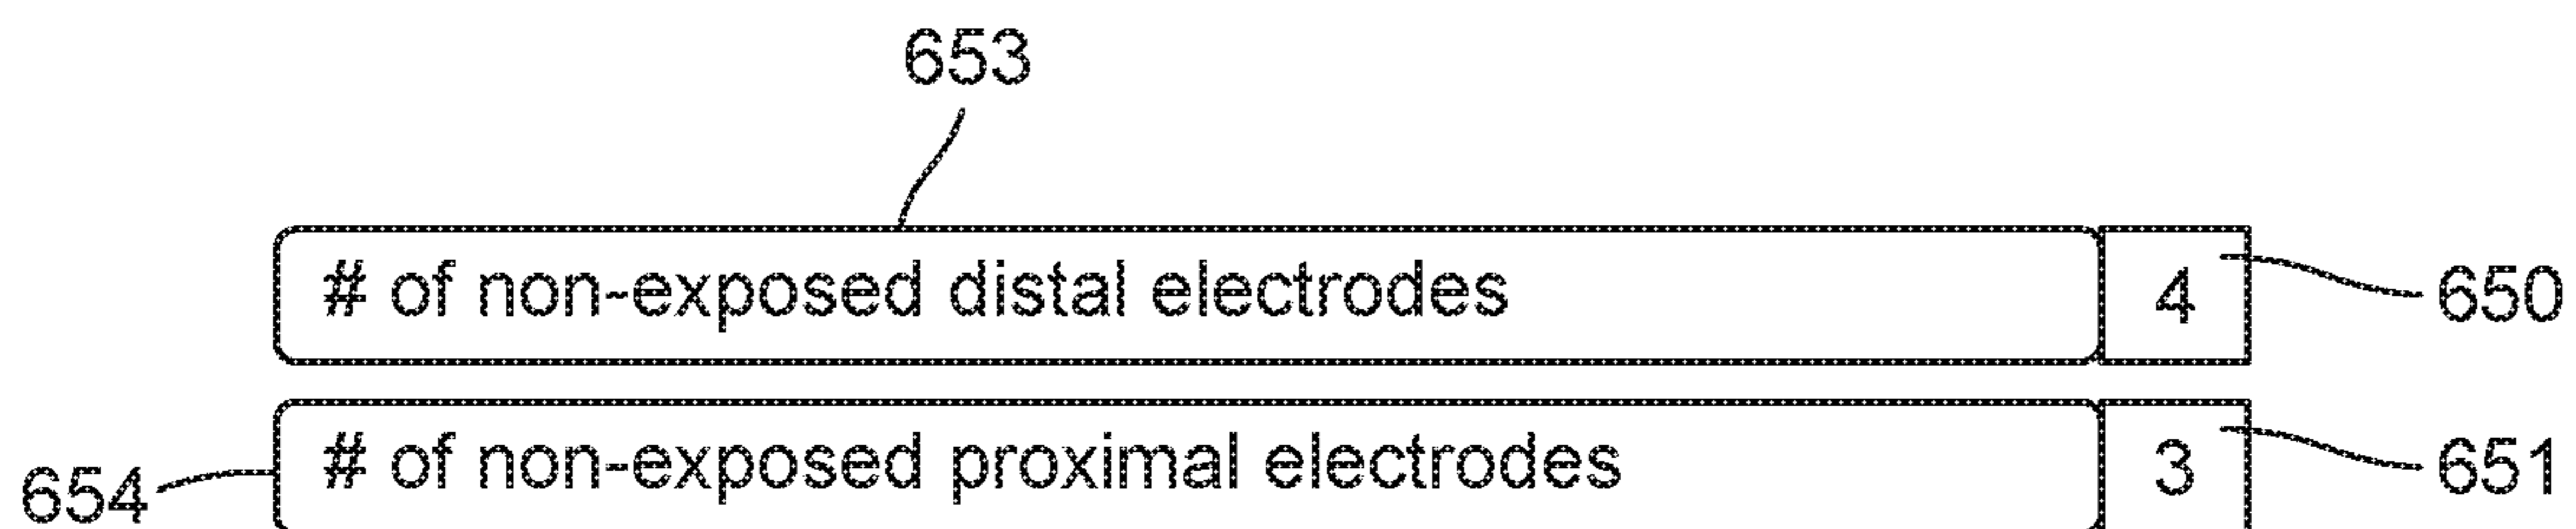 653
# of non-exposed distal electrodes 4 650
# of non-exposed proximal electrodes 3 651
654